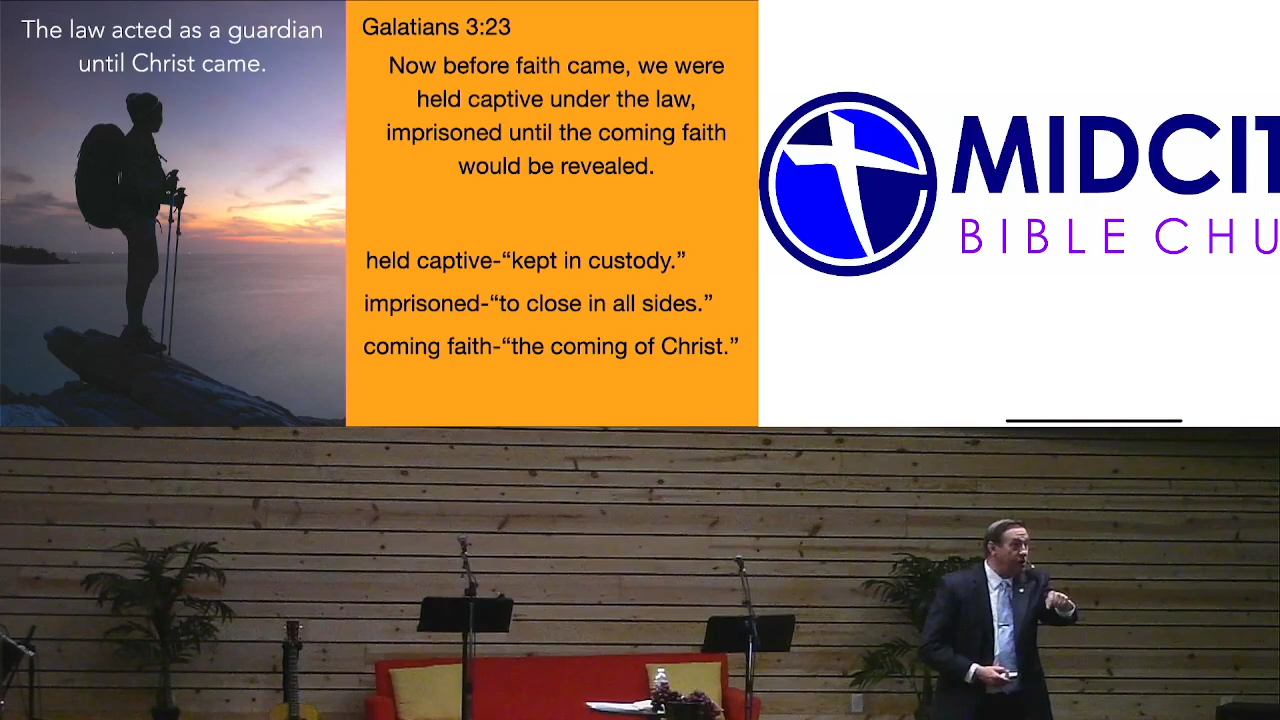 The law acted as a guardian
until Christ came.
Galatians 3:23
Now before faith came, we were
held captive under the law,
imprisoned until the coming faith
would be revealed.
held captive-“kept in custody.”
imprisoned-“to close in all sides.”
coming faith-“the coming of Christ.”
MIDCIT
BIBLE CHU